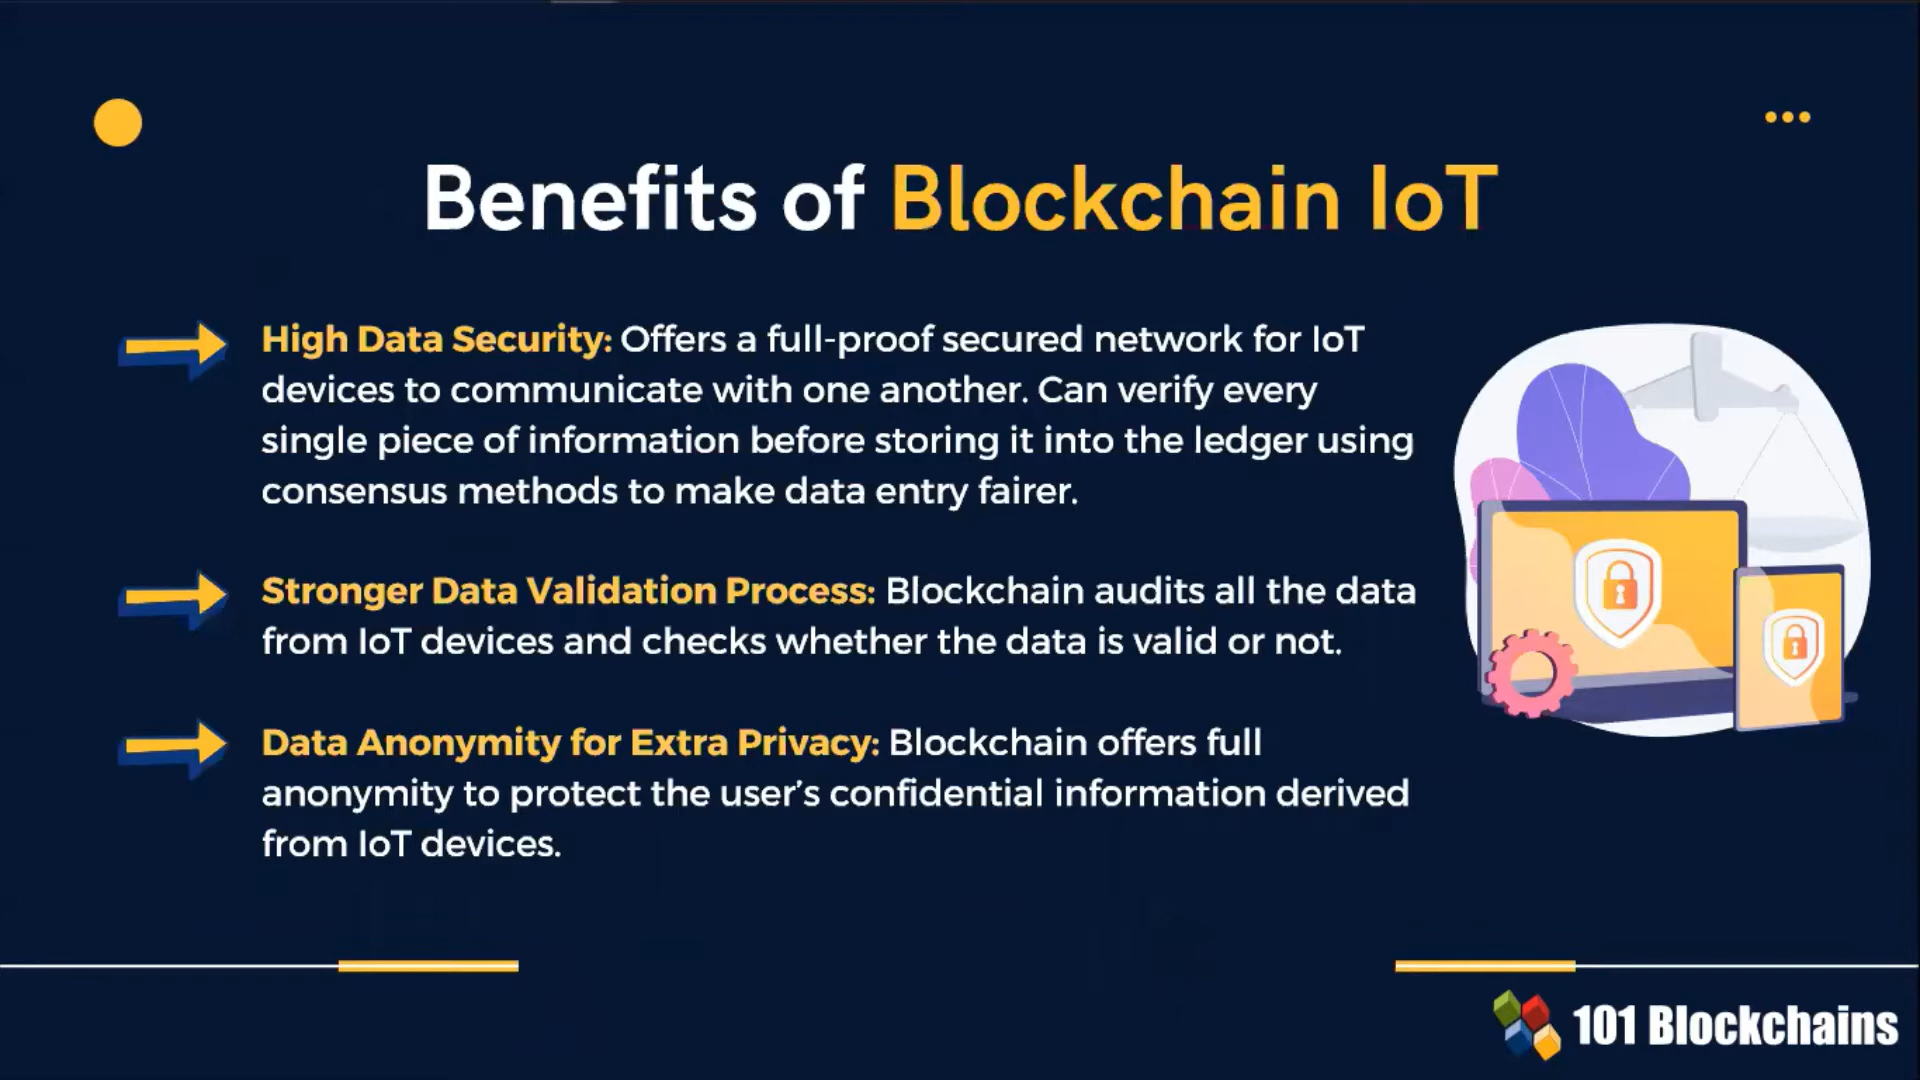 Benefits of Blockchain IoT
High Data Security: Offers a full-proof secured network for IoT
devices to communicate with one another. Can verify every
single piece of information before storing it into the ledger using
consensus methods to make data entry fairer.
Stronger Data Validation Process: Blockchain audits all the data
from IoT devices and checks whether the data is valid or not.
Data Anonymity for Extra Privacy: Blockchain offers full
anonymity to protect the user’s confidential information derived
from IoT devices.
101 Blockchains